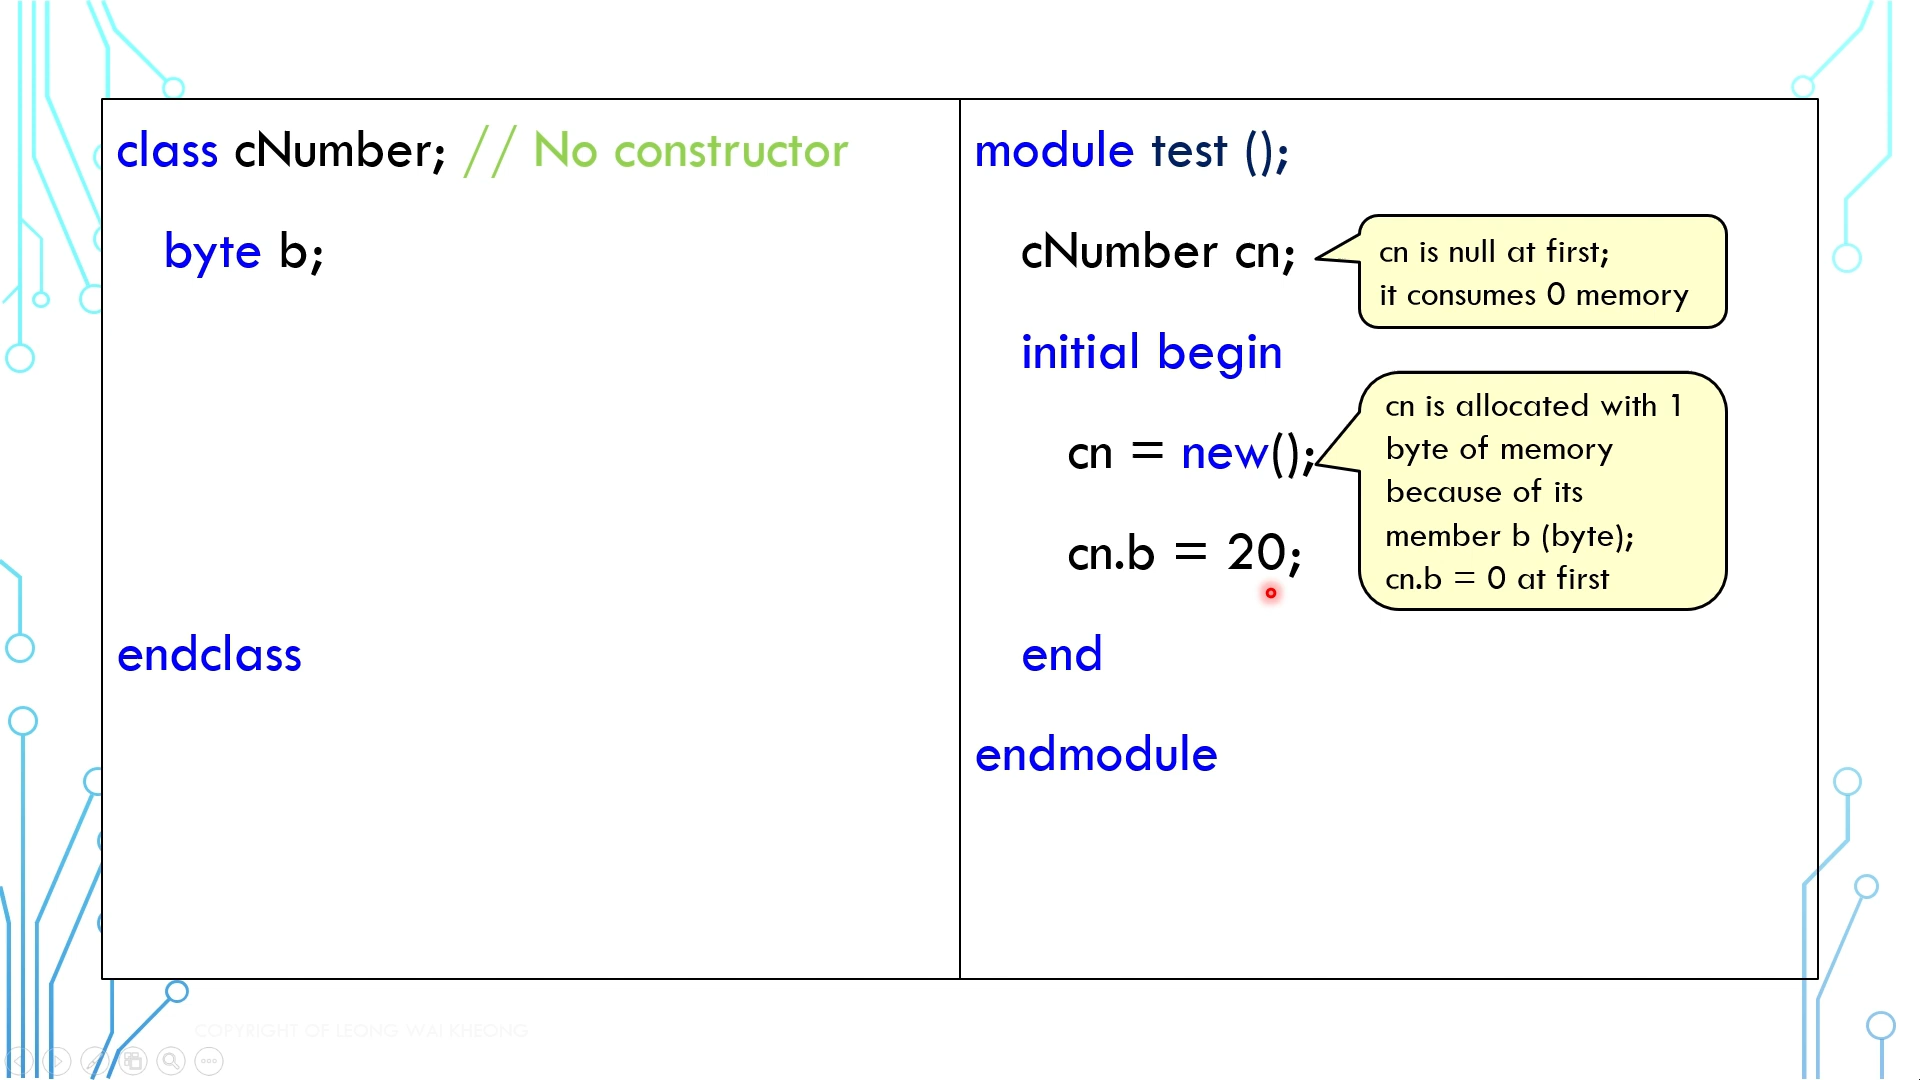 class cNumber; // No constructor
byte b;
endclass
module test ();
cNumber cn;
initial begin
cn = new();
cn.b = 20;
end
endmodule
cn is null at first;
it consumes 0 memory
cn is allocated with 1
byte of memory
because of its
member b (byte);
cn.b = 0 at first
COPYRIGHT OF LEONG WAI KHEONG